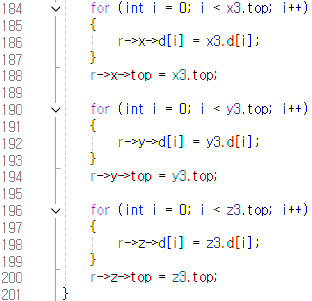 184 for (int i = 0; i < x3.top; i++)
185 {
186 r->x->d[i] = x3.d[i];
187 }
188 r->x->top = x3.top;
189
190 for (int i = 0; i < y3.top; i++)
191 {
192 r->y->d[i] = y3.d[i];
193 }
194 r->y->top = y3.top;
195
196 for (int i = 0; i < z3.top; i++)
197 {
198 r->z->d[i] = z3.d[i];
199 }
200 r->z->top = z3.top;
201 }